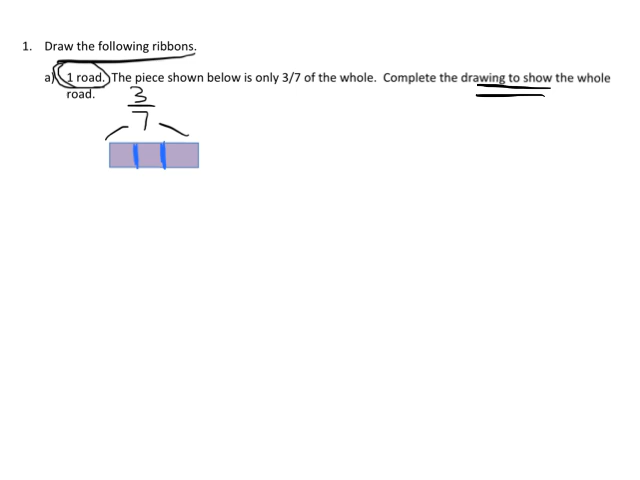 1. Draw the following ribbons.
a) 1 road. The piece shown below is only 3/7 of the whole. Complete the drawing to show the whole
road.
3
7